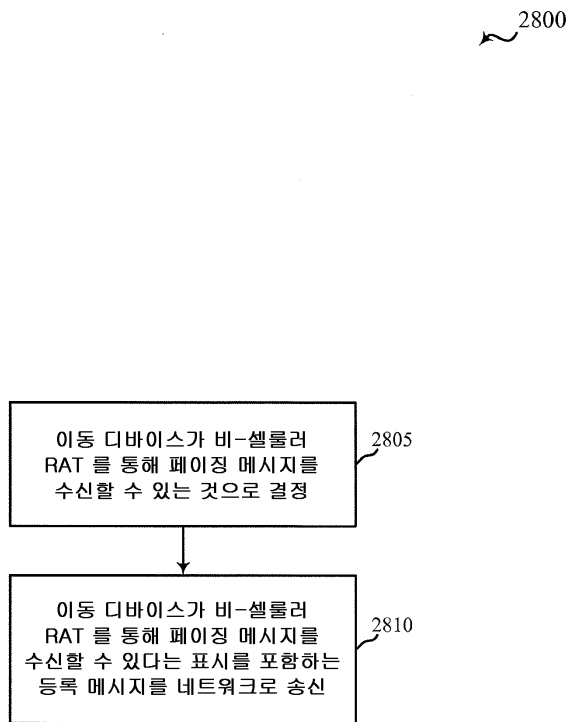 2800
이동 디바이스가 비-셀룰러
RAT 를 통해 페이징 메시지를
수신할 수 있는 것으로 결정
2805
이동 디바이스가 비-셀룰러
RAT 를 통해 페이징 메시지를
수신할 수 있다는 표시를 포함하는
등록 메시지를 네트워크로 송신
2810